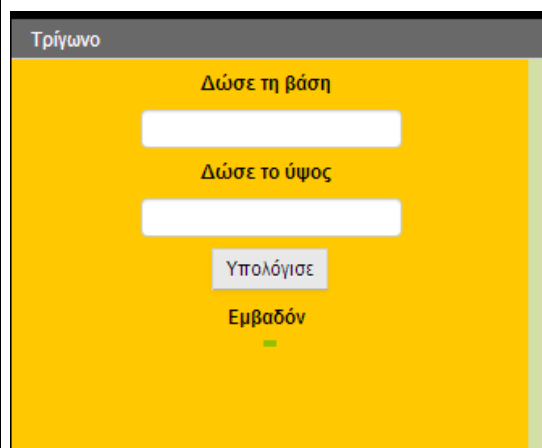 Τρίγωνο
Δώσε τη βάση
Δώσε το ύψος
Υπολόγισε
Εμβαδόν